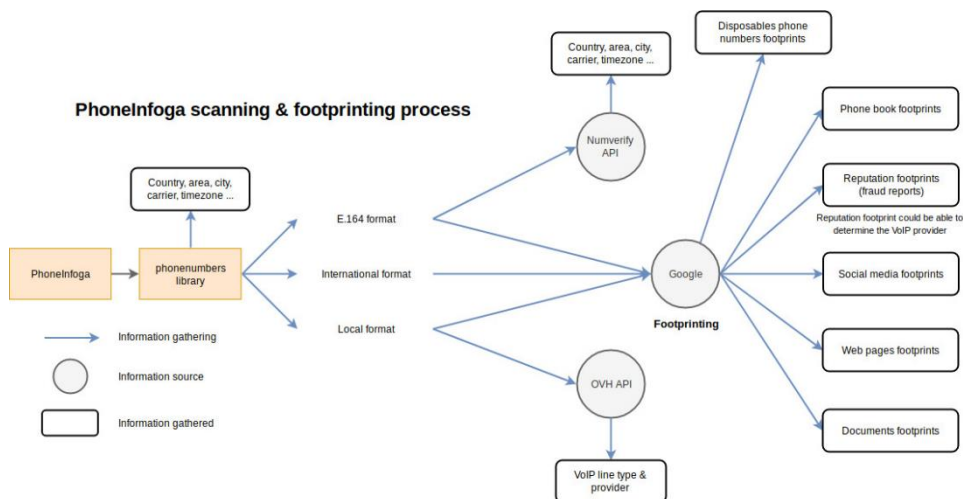 Disposables phone
numbers footprints
Country, area, city,
carrier, timezone ...
PhoneInfoga scanning & footprinting process
Phone book footprints
Numverify
API
Country, area, city,
carrier, timezone ...
Reputation footprints
(fraud reports)
Reputation footprint could be able to
determine the VoIP provider
E.164 format
PhoneInfoga
phonenumbers
library
International format
Google
Social media footprints
Footprinting
Local format
Information gathering
Web pages footprints
Information source
OVH API
Information gathered
Documents footprints
VoIP line type &
provider